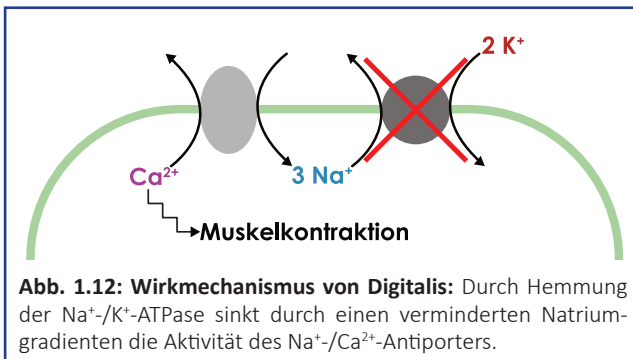 2 K⁺
Ca²⁺
3 Na⁺
Muskelkontraktion
Abb. 1.12: Wirkmechanismus von Digitalis: Durch Hemmung
der Na⁺-/K⁺-ATPase sinkt durch einen verminderten Natrium-
gradienten die Aktivität des Na⁺-/Ca²⁺-Antiporters.